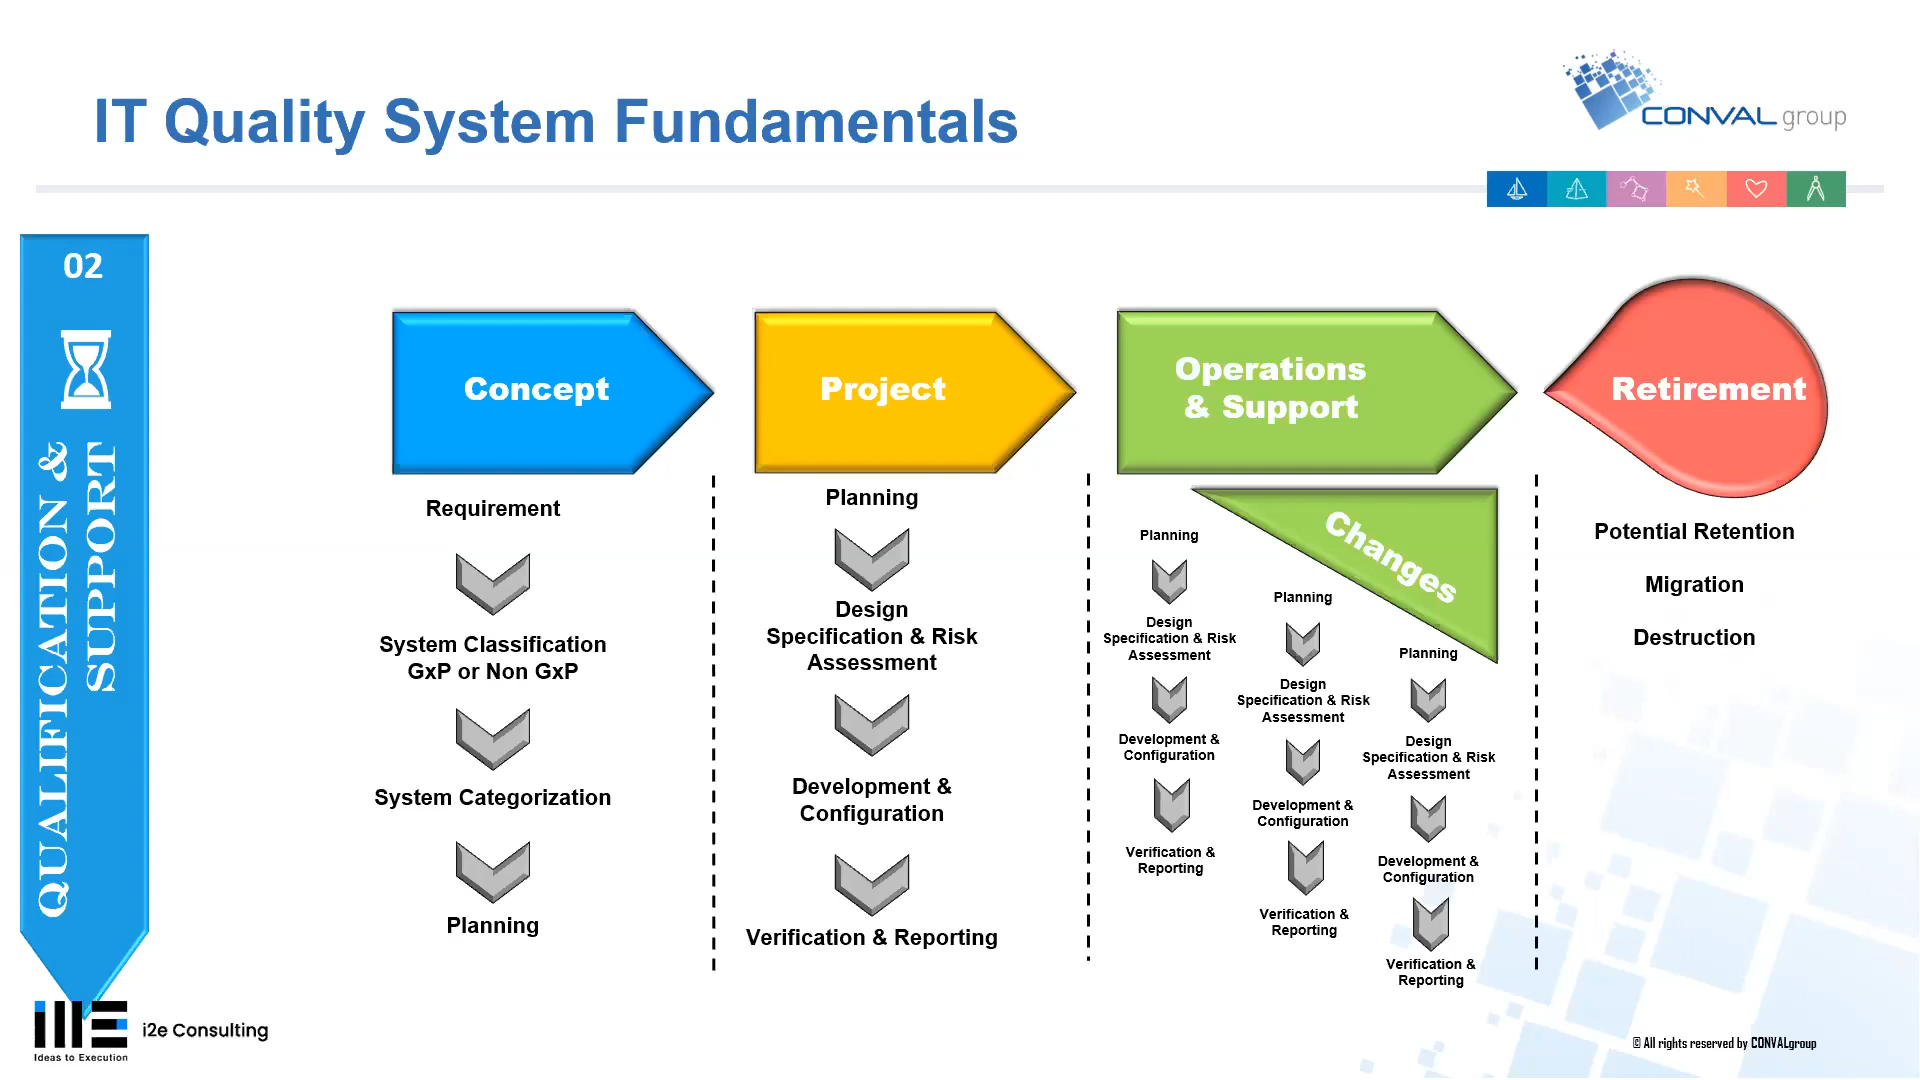 IT Quality System Fundamentals
CONVAL group
02
QUALIFICATION &
SUPPORT
Concept
Requirement
System Classification
GxP or Non GxP
System Categorization
Planning
Project
Planning
Design
Specification & Risk
Assessment
Development &
Configuration
Verification & Reporting
Operations
& Support
Changes
Planning
Design
Specification & Risk
Assessment
Development &
Configuration
Verification &
Reporting
Planning
Design
Specification & Risk
Assessment
Development &
Configuration
Verification &
Reporting
Planning
Design
Specification & Risk
Assessment
Development &
Configuration
Verification &
Reporting
Retirement
Potential Retention
Migration
Destruction
i2e Consulting
Ideas to Execution
© All rights reserved by CONVALgroup